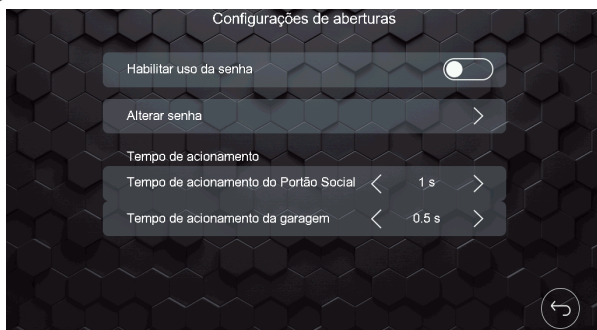 Configurações de aberturas
Habilitar uso da senha
Alterar senha
Tempo de acionamento
Tempo de acionamento do Portão Social 1 s
Tempo de acionamento da garagem 0.5 s